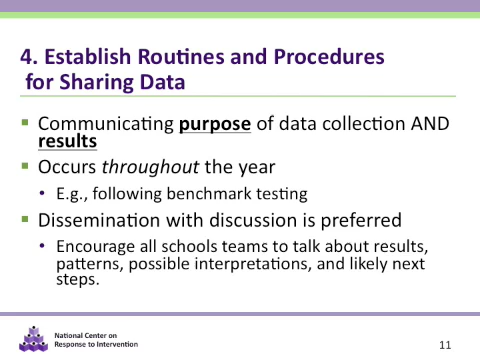 4. Establish Routines and Procedures
for Sharing Data
Communicating purpose of data collection AND
results
Occurs throughout the year
E.g., following benchmark testing
Dissemination with discussion is preferred
Encourage all schools teams to talk about results,
patterns, possible interpretations, and likely next
steps.
National Center on
Response to Intervention
11